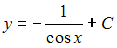 y = − 1/cos x + C